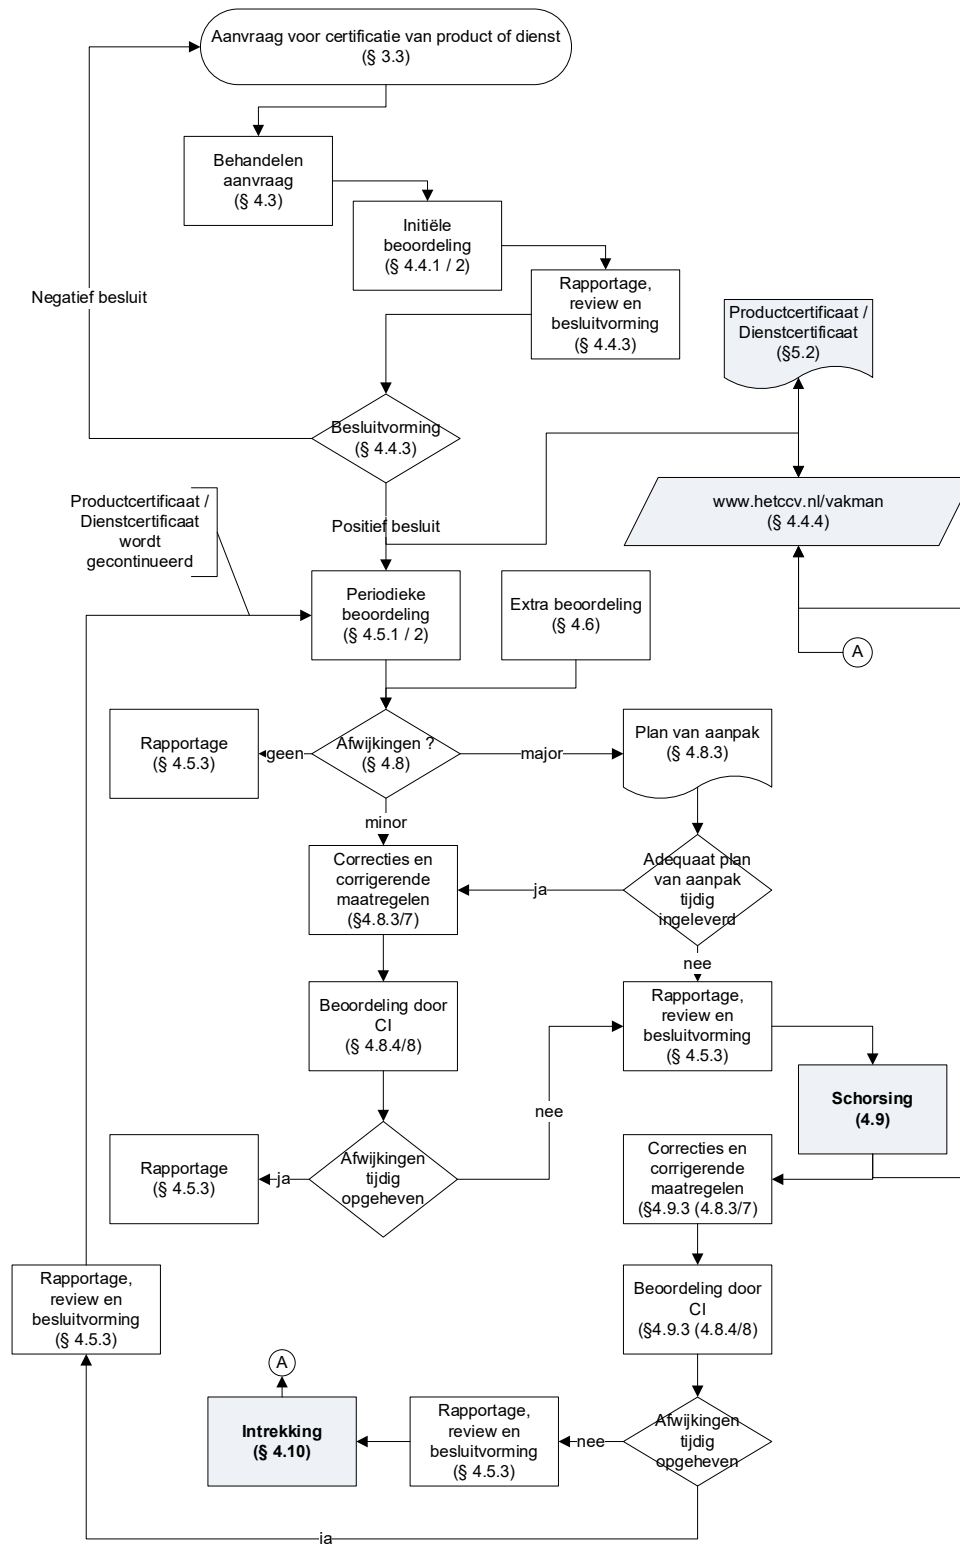 Aanvraag voor certificatie van product of dienst
(§ 3.3)
Behandelen
aanvraag
(§ 4.3)
Initiële
beoordeling
(§ 4.4.1 / 2)
Negatief besluit
Rapportage,
review en
besluitvorming
(§ 4.4.3)
Productcertificaat /
Dienstcertificaat
(§5.2)
Besluitvorming
(§ 4.4.3)
Productcertificaat /
Dienstcertificaat
wordt
gecontinueerd
www.hetccv.nl/vakman
(§ 4.4.4)
Positief besluit
Periodieke
beoordeling
(§ 4.5.1 / 2)
Extra beoordeling
(§ 4.6)
A
Rapportage
(§ 4.5.3)
geen
Afwijkingen ?
(§ 4.8)
major
Plan van aanpak
(§ 4.8.3)
minor
Correcties en
corrigerende
maatregelen
(§4.8.3/7)
ja
Adequaat plan
van aanpak
tijdig
ingeleverd
nee
Beoordeling door
CI
(§ 4.8.4/8)
Rapportage,
review en
besluitvorming
(§ 4.5.3)
Schorsing
(4.9)
nee
Rapportage
(§ 4.5.3)
ja
Afwijkingen
tijdig
opgeheven
Correcties en
corrigerende
maatregelen
(§4.9.3 (4.8.3/7)
Rapportage,
review en
besluitvorming
(§ 4.5.3)
Beoordeling door
CI
(§4.9.3 (4.8.4/8)
A
Intrekking
(§ 4.10)
Rapportage,
review en
besluitvorming
(§ 4.5.3)
nee
Afwijkingen
tijdig
opgeheven
ja